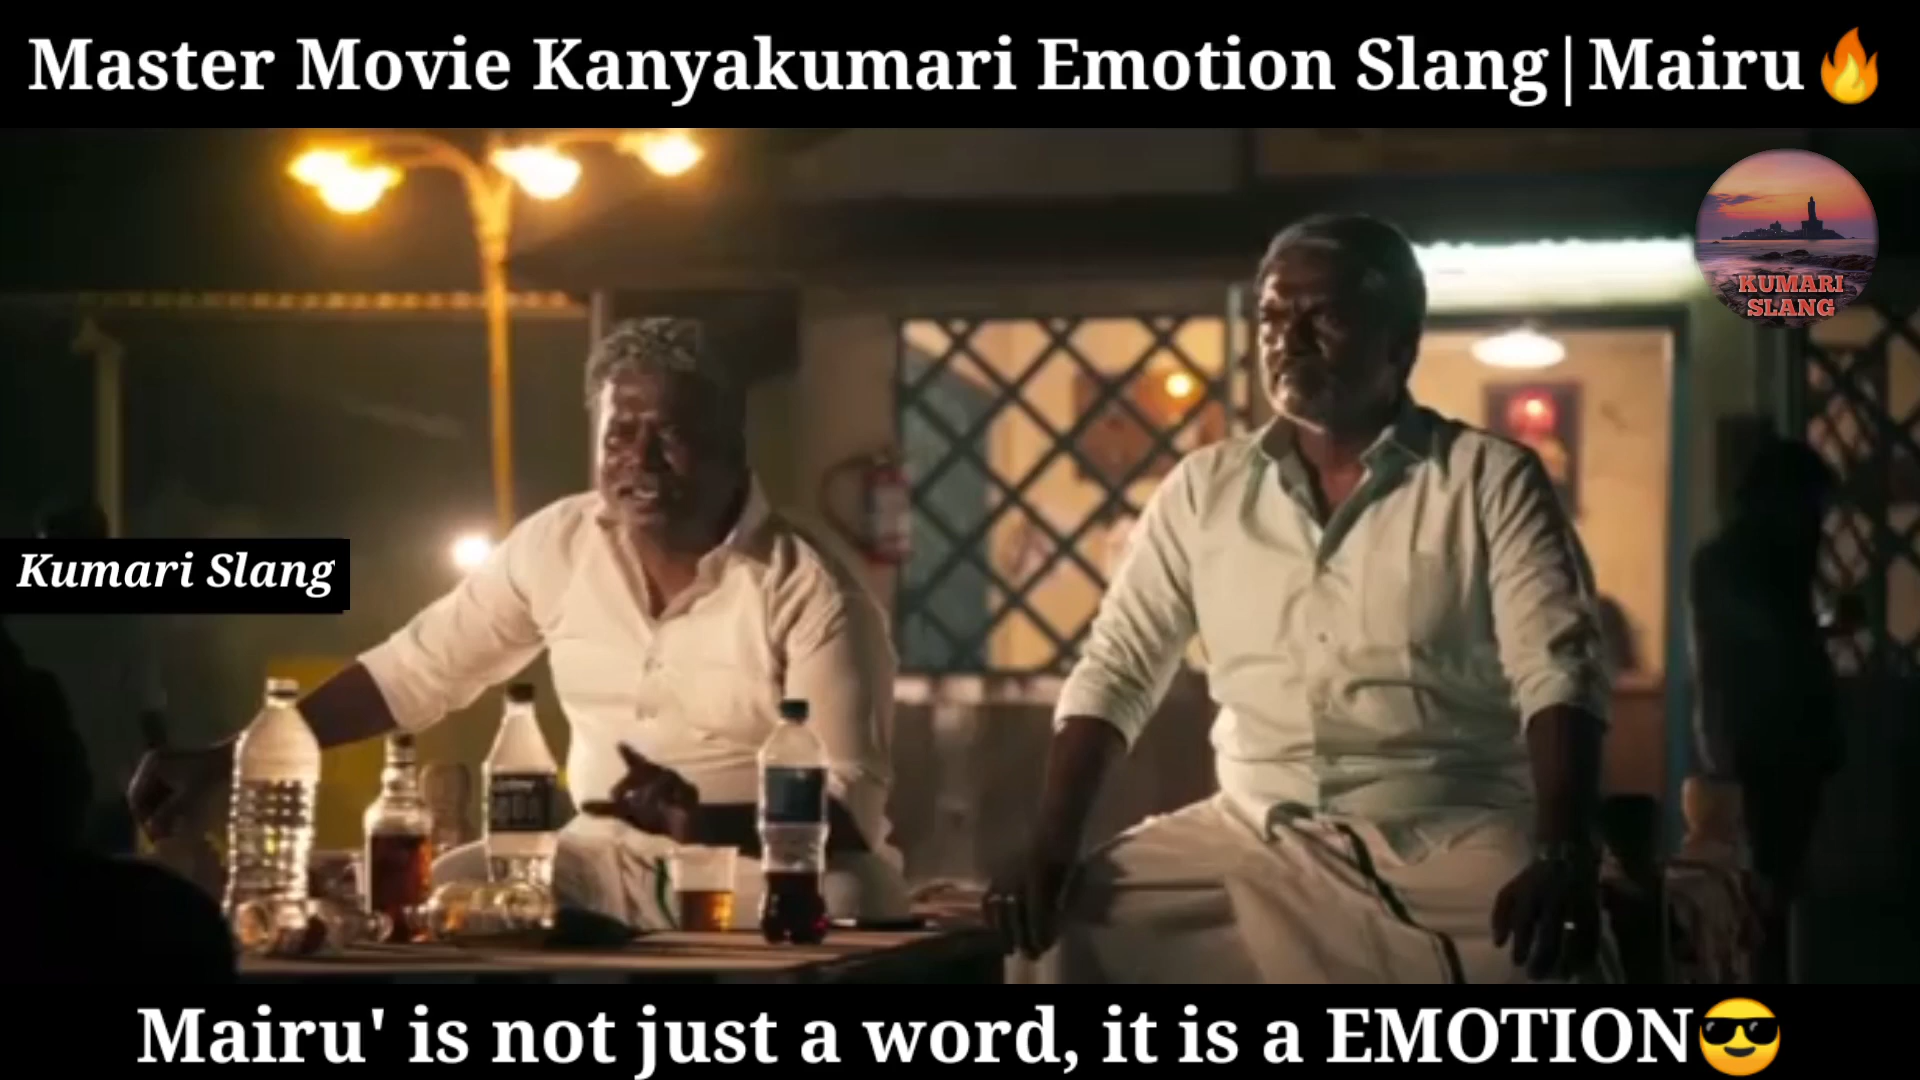 Master Movie Kanyakumari Emotion Slang|Mairu🔥
KUMARI
SLANG
Kumari Slang
Mairu' is not just a word, it is a EMOTION😎